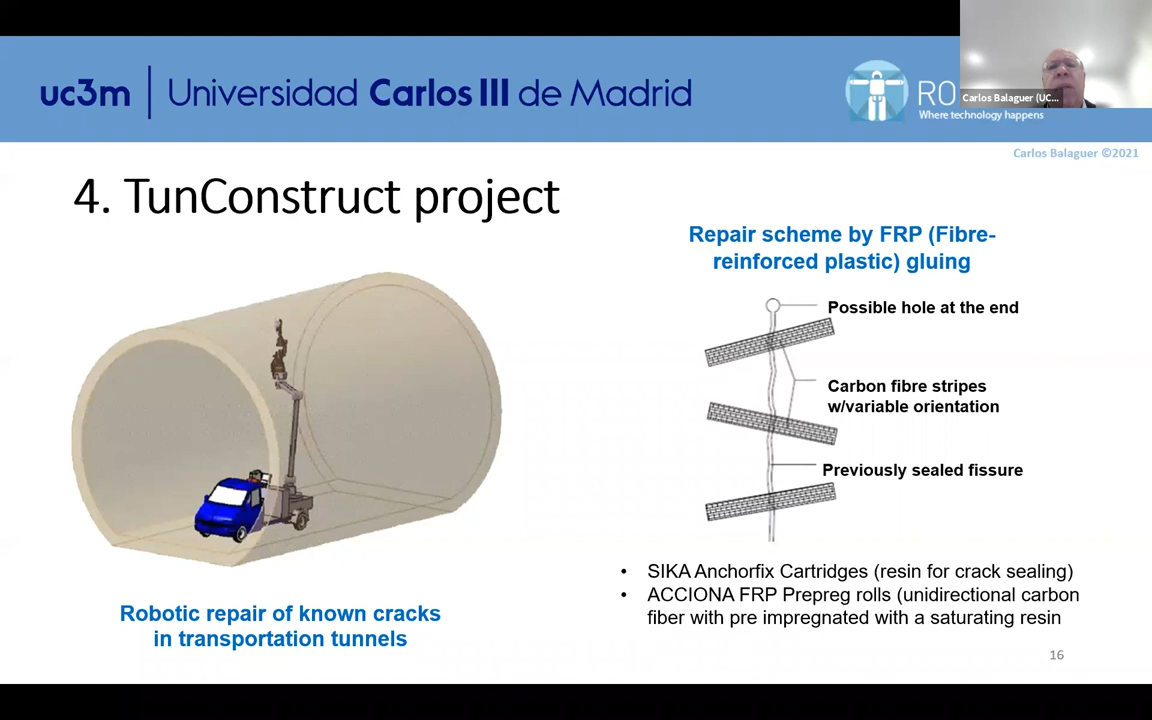 uc3m | Universidad Carlos III de Madrid
RO
Where technology happens
Carlos Balaguer (UC...
Carlos Balaguer ©2021
4. TunConstruct project
Repair scheme by FRP (Fibre-
reinforced plastic) gluing
Possible hole at the end
Carbon fibre stripes
w/variable orientation
Previously sealed fissure
Robotic repair of known cracks
in transportation tunnels
• SIKA Anchorfix Cartridges (resin for crack sealing)
• ACCIONA FRP Prepreg rolls (unidirectional carbon
fiber with pre impregnated with a saturating resin
16